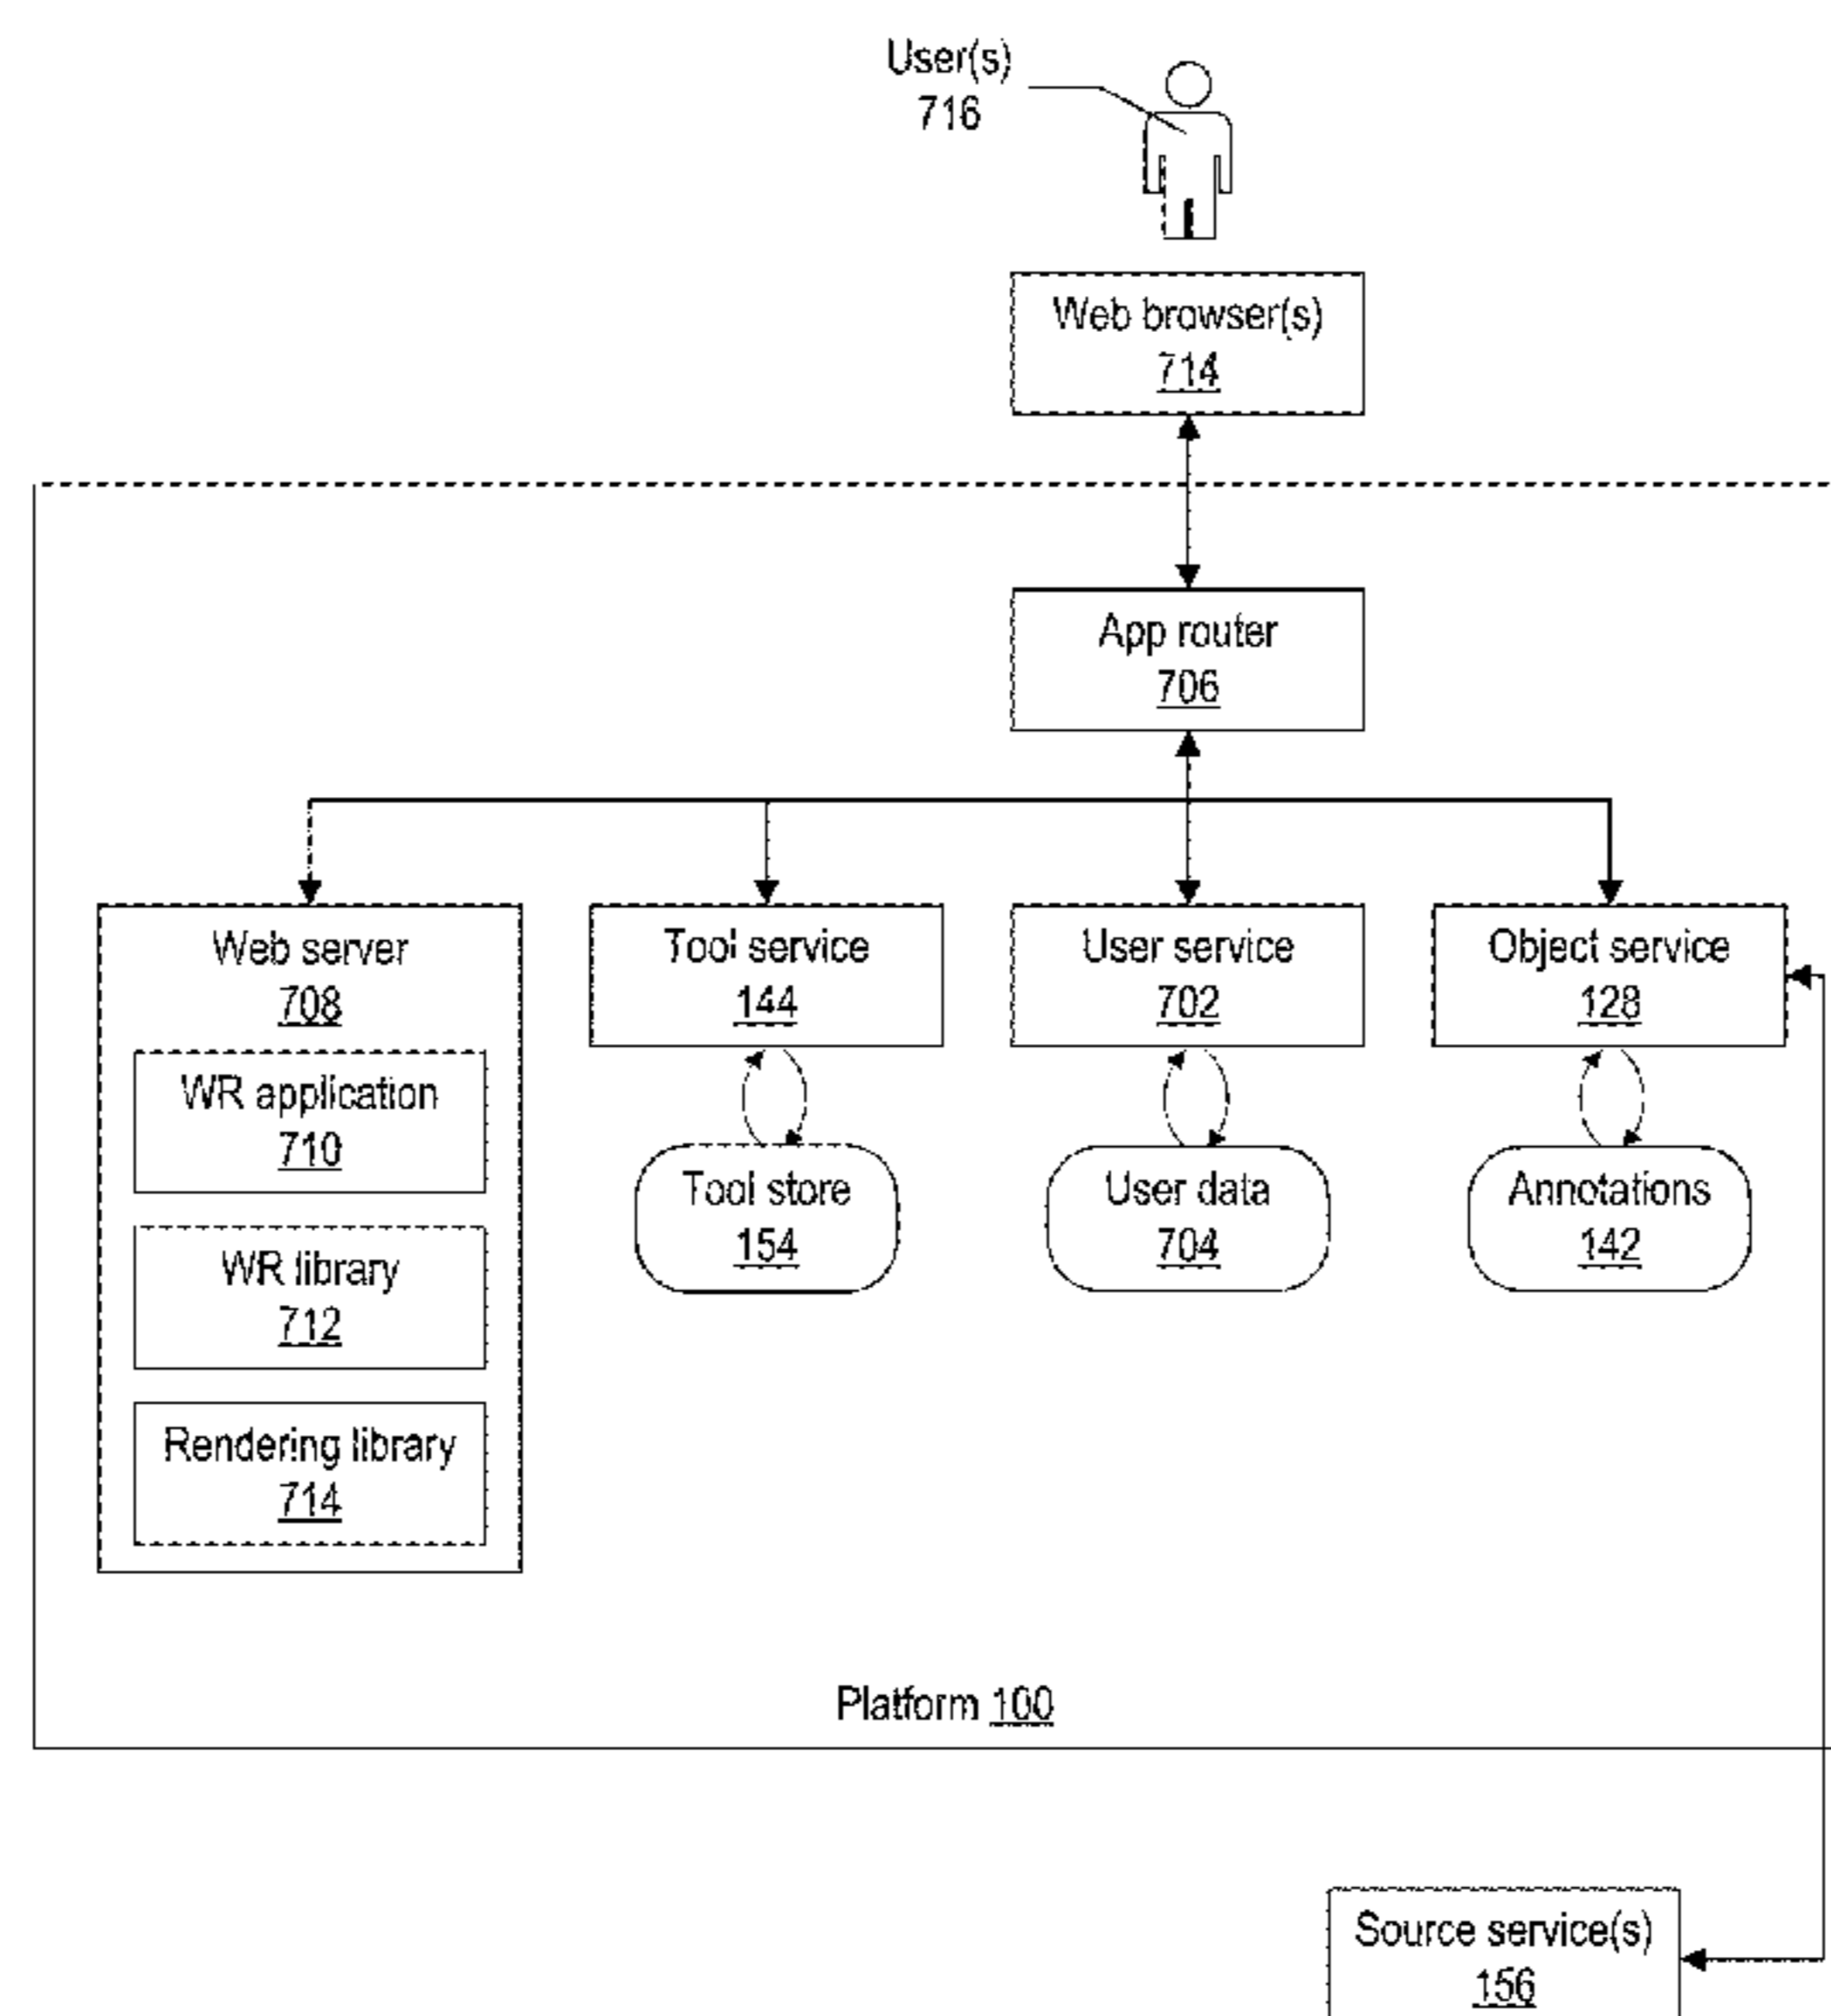 User(s)
716
Web browser(s)
714
App router
706
Web server
708
WR application
710
WR library
712
Rendering library
714
Tool service
144
Tool store
154
User service
702
User data
704
Object service
128
Annotations
142
Platform 100
Source service(s)
156